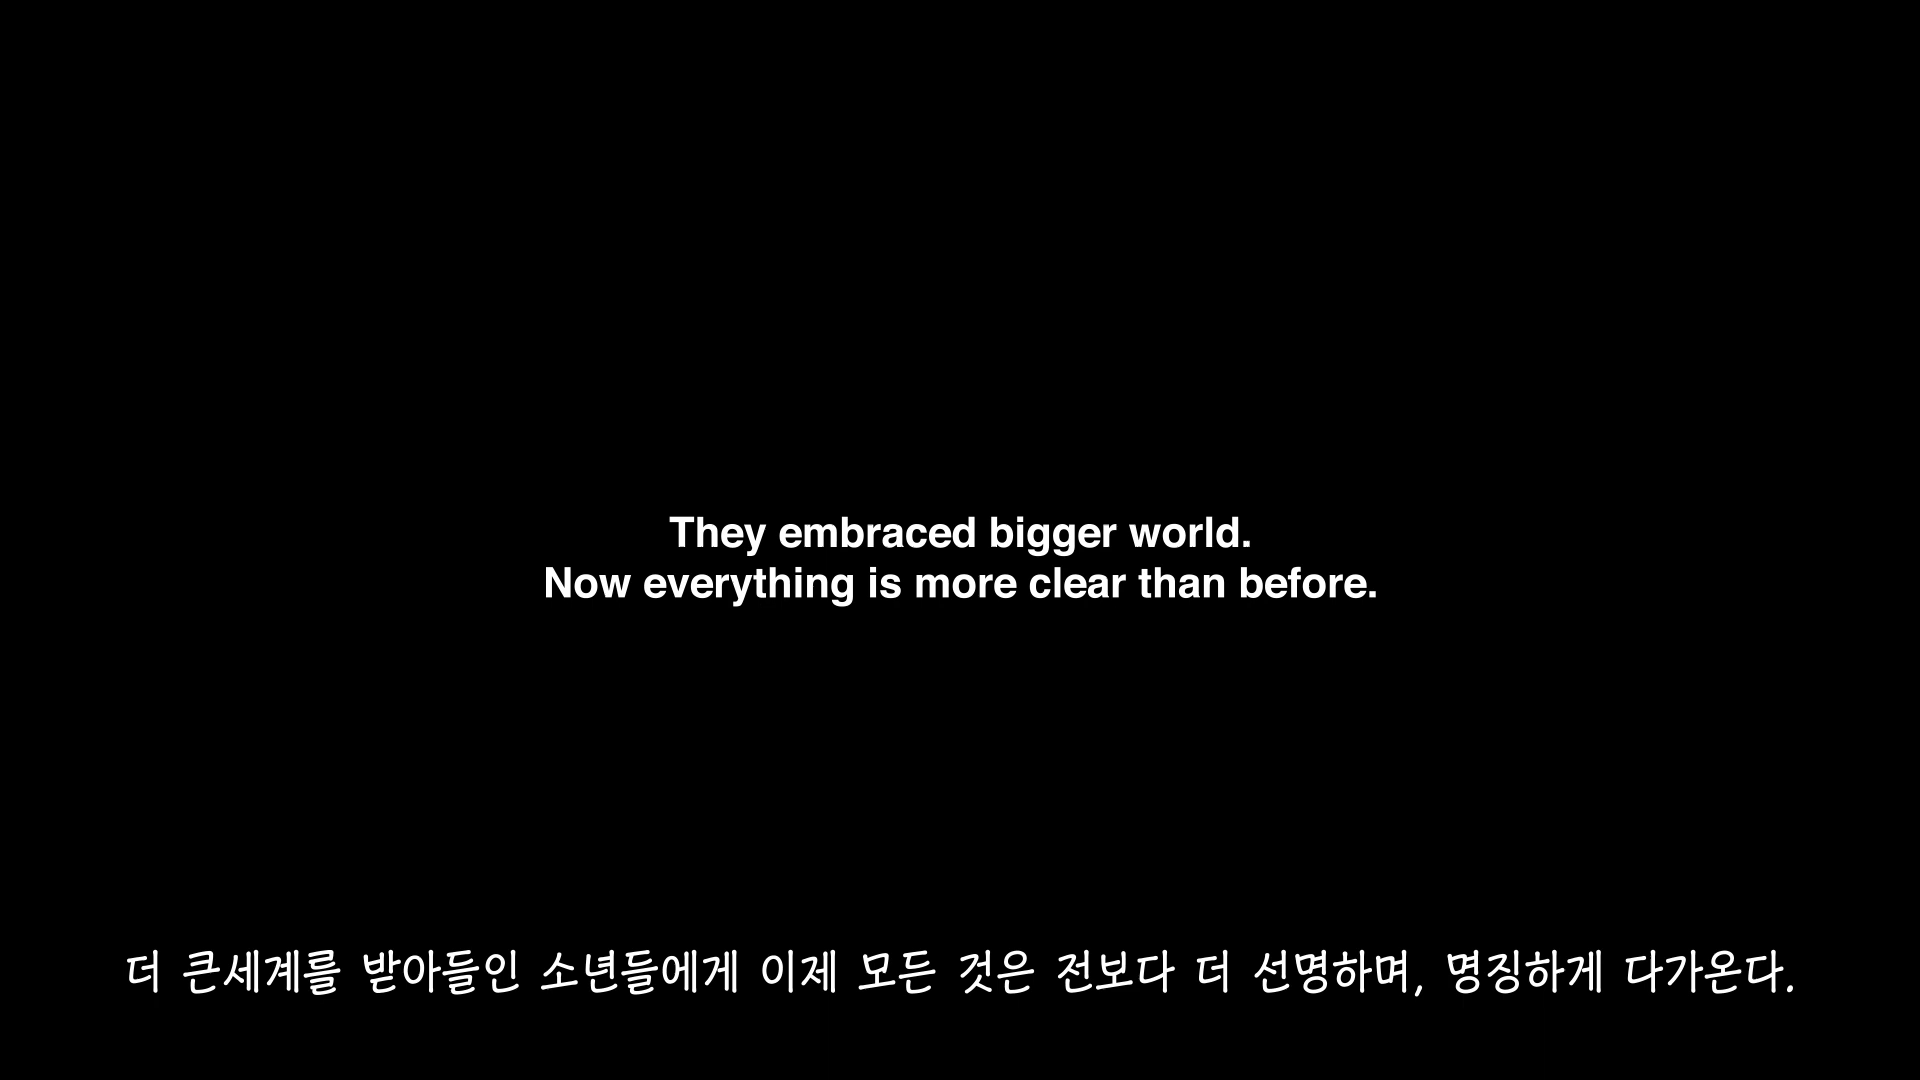 They embraced bigger world.
Now everything is more clear than before.
더 큰세계를 받아들인 소년들에게 이제 모든 것은 전보다 더 선명하며, 명징하게 다가온다.